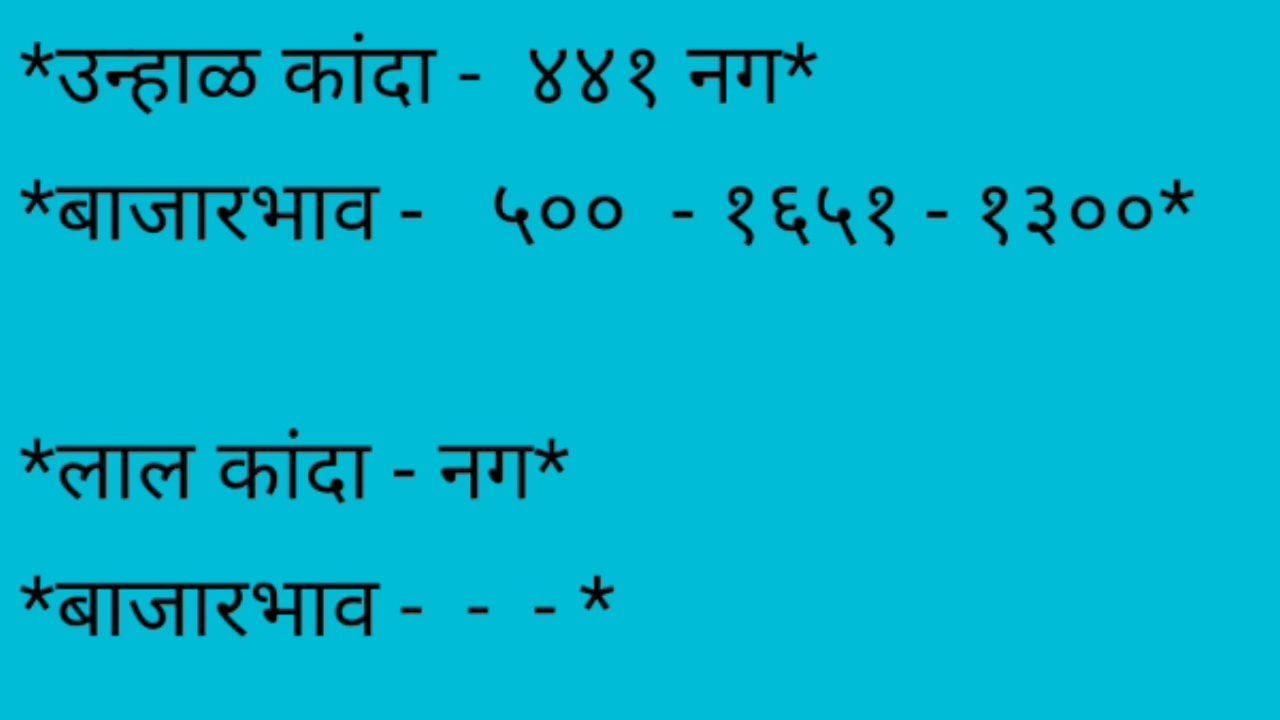 *उन्हाळ कांदा - ४४१ नग*
*बाजारभाव - ५०० - १६५१ - १३००*
*लाल कांदा - नग*
*बाजारभाव - - - *